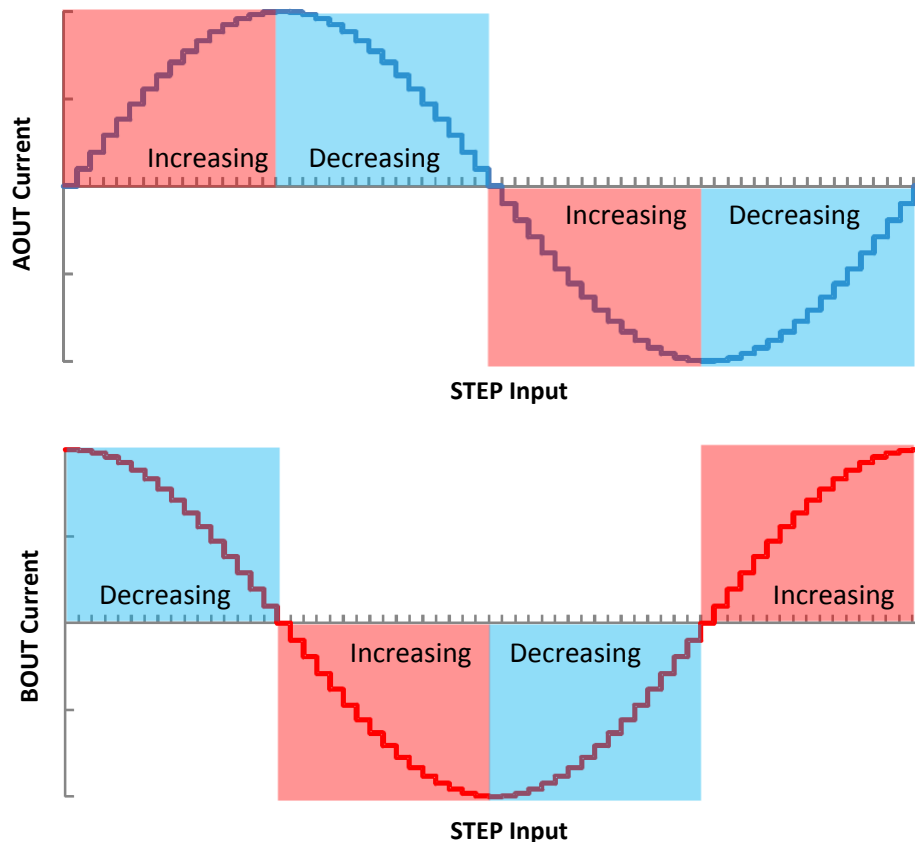 AOUT Current
Increasing
Decreasing
Increasing
Decreasing
STEP Input
BOUT Current
Decreasing
Increasing
Decreasing
Increasing
STEP Input